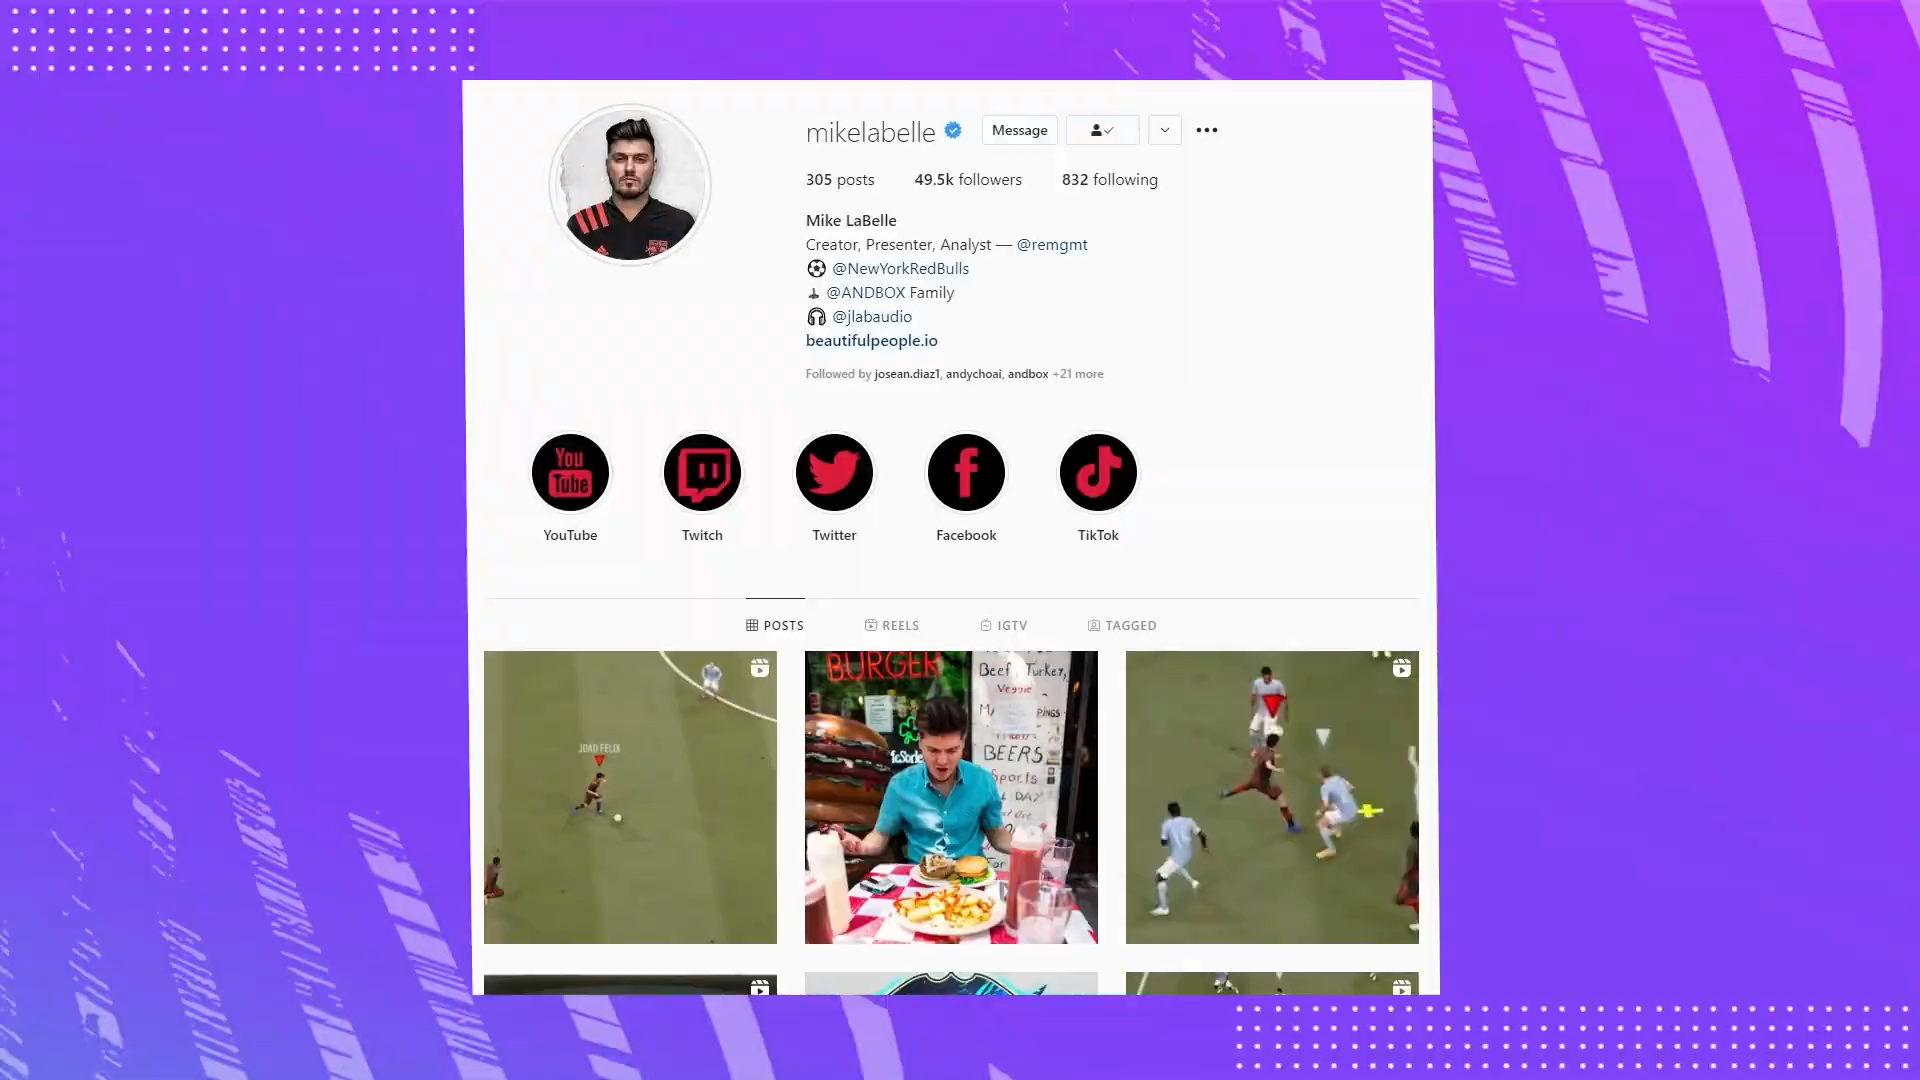 mikelabelle
Message
305 posts 49.5k followers 832 following
Mike LaBelle
Creator, Presenter, Analyst — @remgmt
@NewYorkRedBulls
@ANDBOX Family
@jlabaudio
beautifulpeople.io
Followed by josean.diaz1, andychoai, andbox +21 more
You
Tube
YouTube Twitch Twitter Facebook TikTok
POSTS REELS IGTV TAGGED
JOAO FELIX
BURGER
Beef, Turkey,
Veggie
BEERS
Sports
DAY
For